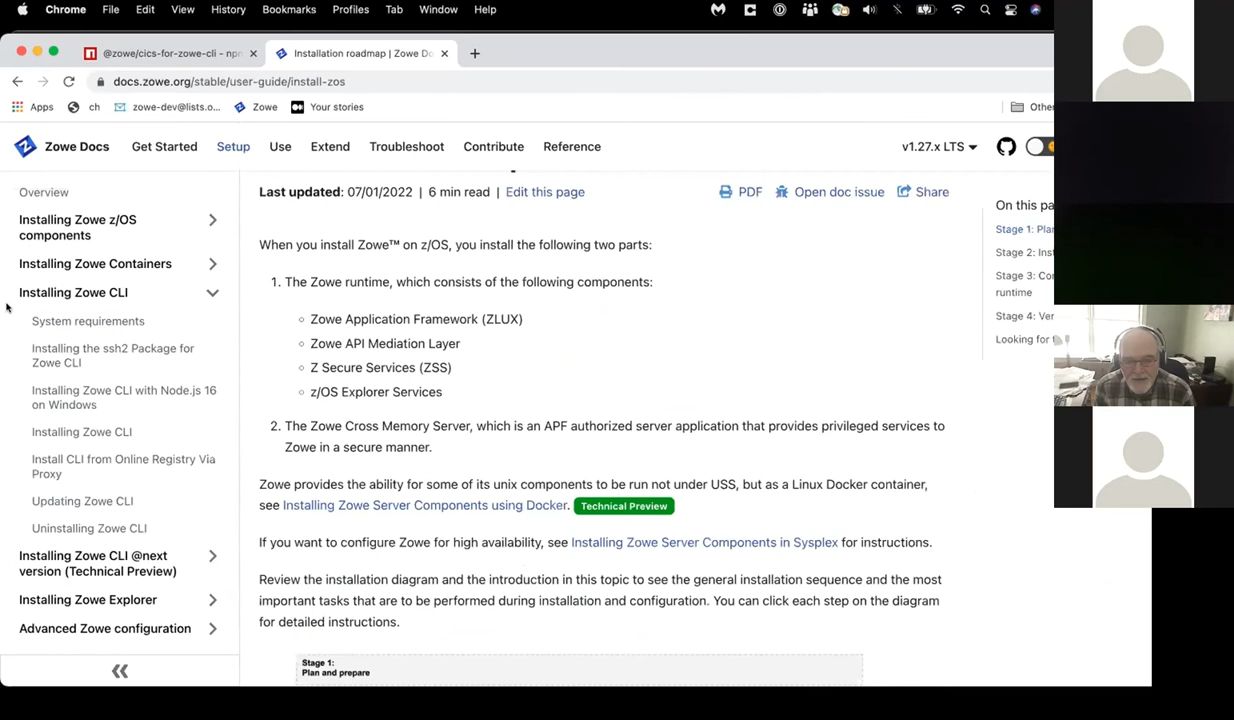 Chrome File Edit View History Bookmarks Profiles Tab Window Help
@zowe/cics-for-zowe-cli - npm
Installation roadmap | Zowe Do
docs.zowe.org/stable/user-guide/install-zos
Apps ch zowe-dev@lists.o... Zowe Your stories Other
Zowe Docs Get Started Setup Use Extend Troubleshoot Contribute Reference v1.27.x LTS
Overview
Installing Zowe z/OS
components
Installing Zowe Containers
Installing Zowe CLI
System requirements
Installing the ssh2 Package for
Zowe CLI
Installing Zowe CLI with Node.js 16
on Windows
Installing Zowe CLI
Install CLI from Online Registry Via
Proxy
Updating Zowe CLI
Uninstalling Zowe CLI
Installing Zowe CLI @next
version (Technical Preview)
Installing Zowe Explorer
Advanced Zowe configuration
«
Last updated: 07/01/2022 | 6 min read | Edit this page
PDF Open doc issue Share
When you install Zowe™ on z/OS, you install the following two parts:
1. The Zowe runtime, which consists of the following components:
Zowe Application Framework (ZLUX)
Zowe API Mediation Layer
Z Secure Services (ZSS)
z/OS Explorer Services
2. The Zowe Cross Memory Server, which is an APF authorized server application that provides privileged services to
Zowe in a secure manner.
Zowe provides the ability for some of its unix components to be run not under USS, but as a Linux Docker container,
see Installing Zowe Server Components using Docker. Technical Preview
If you want to configure Zowe for high availability, see Installing Zowe Server Components in Sysplex for instructions.
Review the installation diagram and the introduction in this topic to see the general installation sequence and the most
important tasks that are to be performed during installation and configuration. You can click each step on the diagram
for detailed instructions.
Stage 1:
Plan and prepare
On this pa
Stage 1: Plan
Stage 2: Inst
Stage 3: Con
runtime
Stage 4: Ver
Looking for t